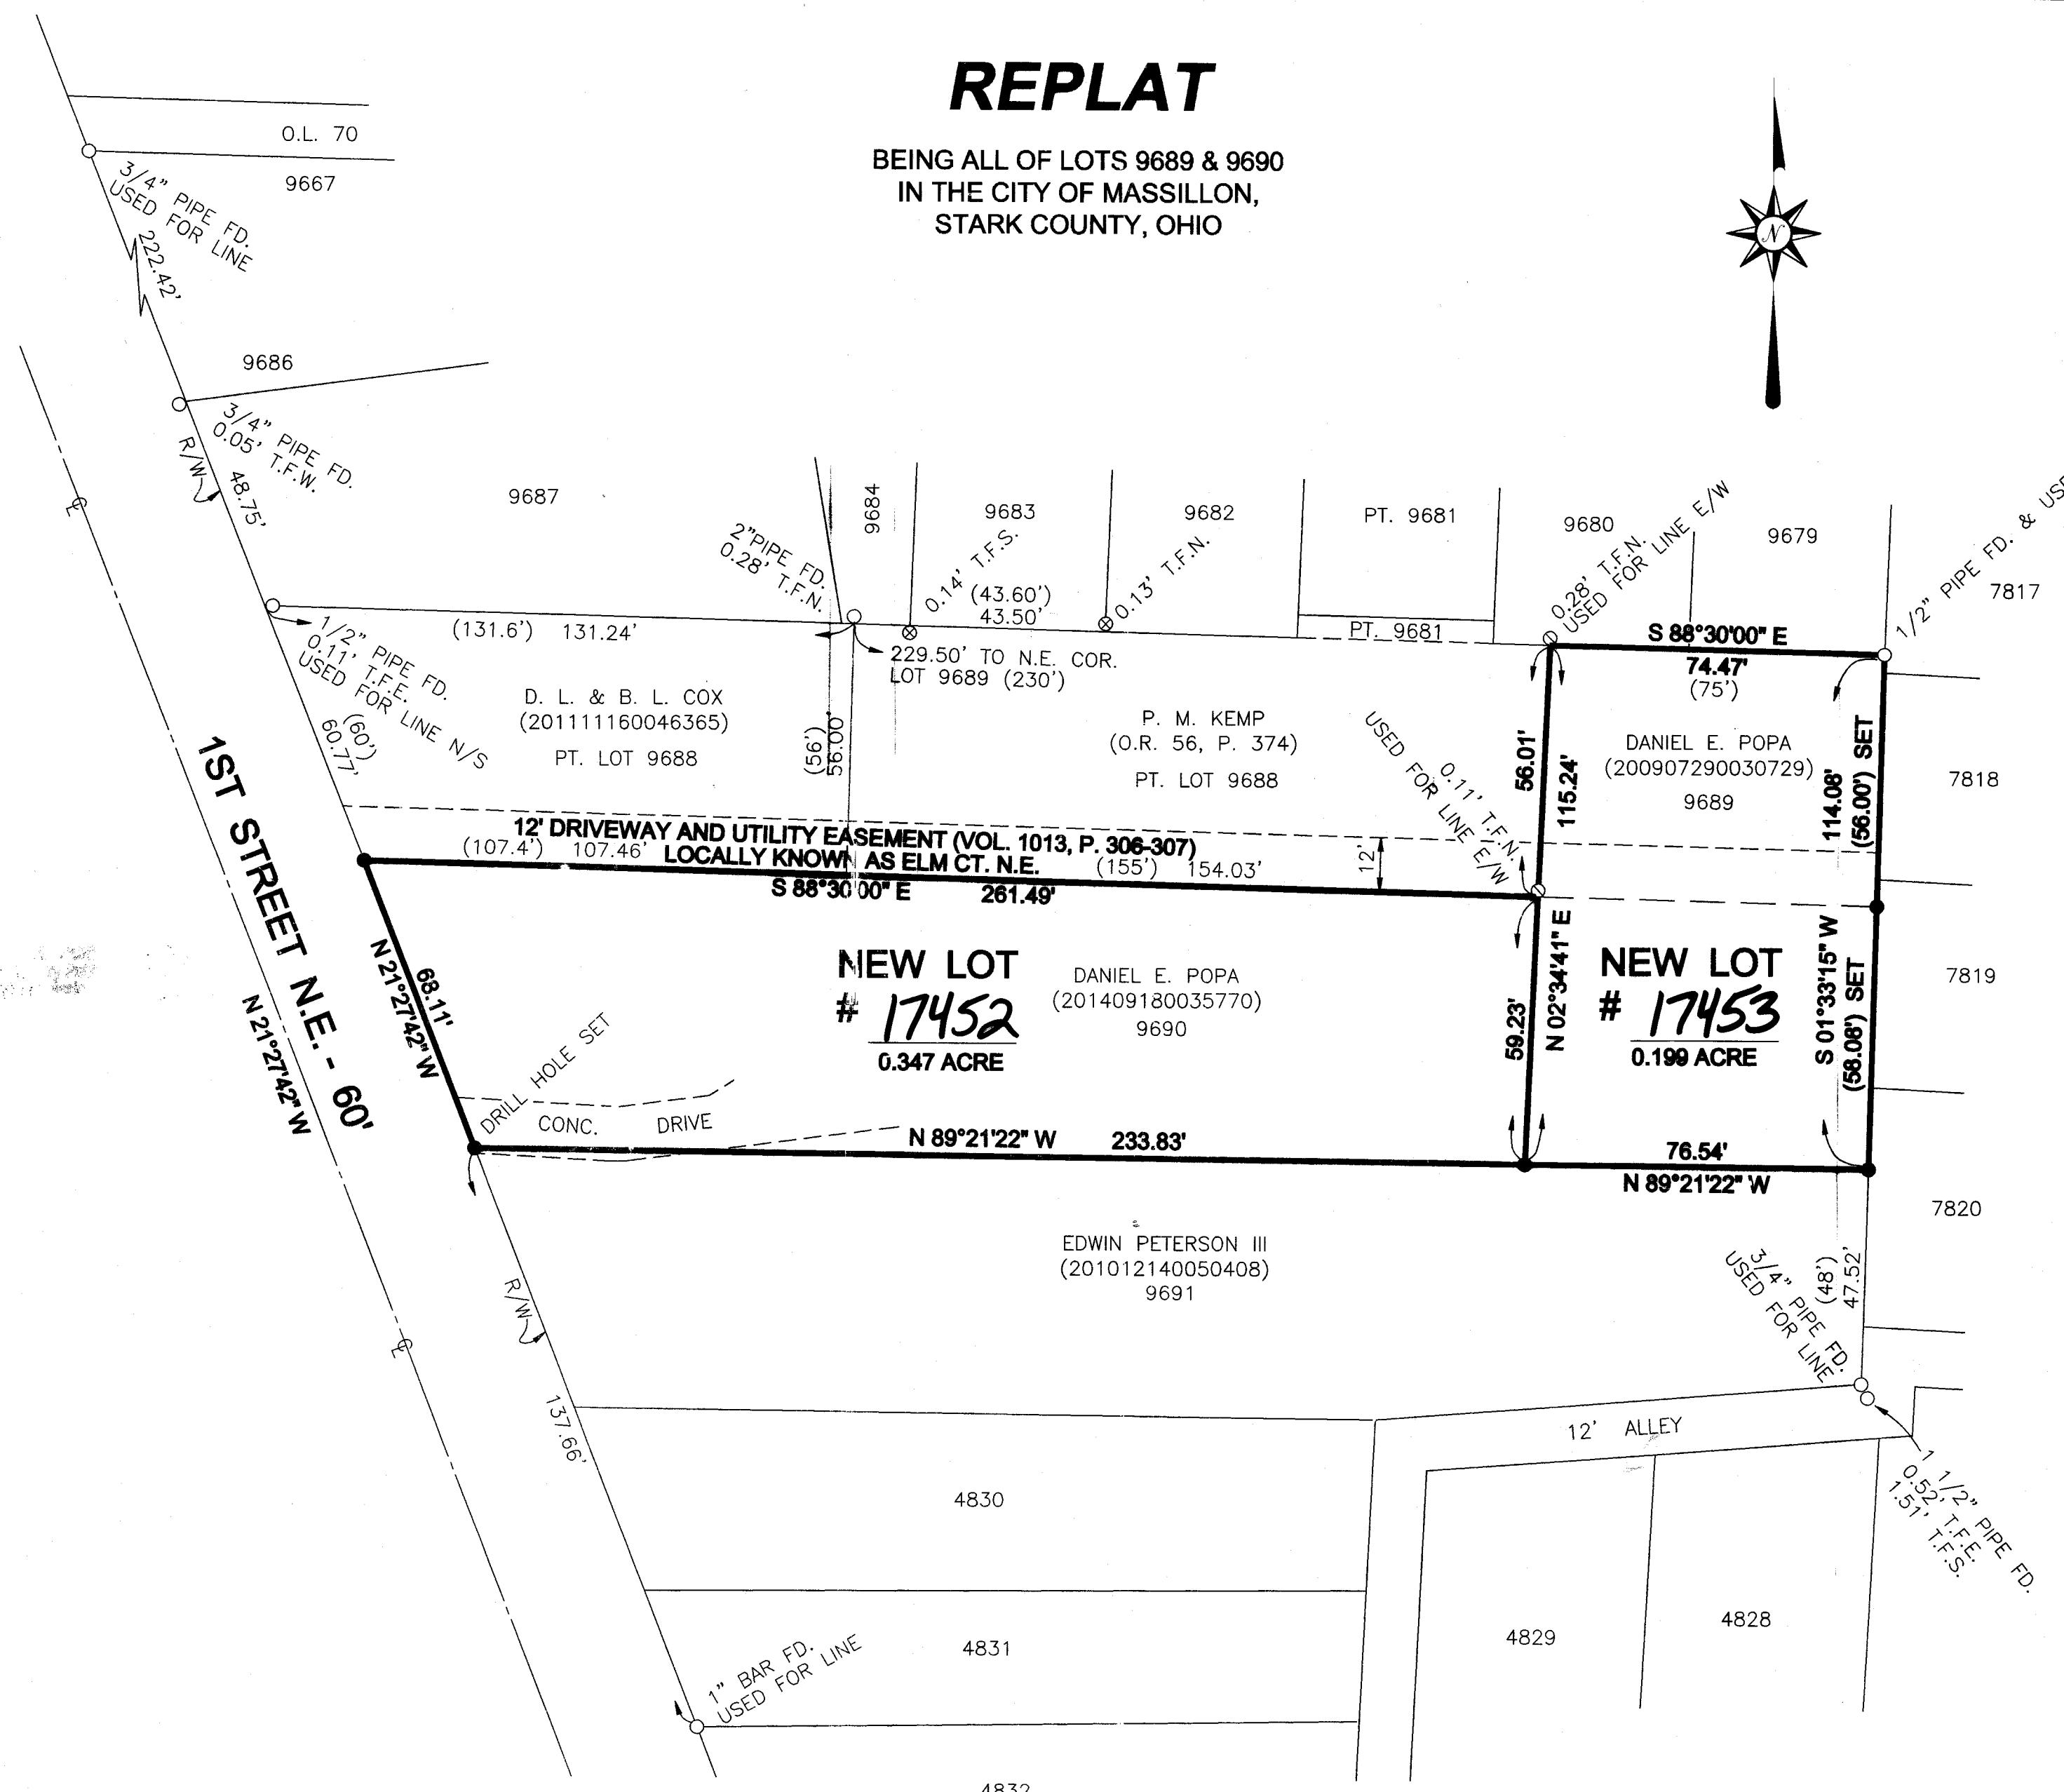 REPLAT
BEING ALL OF LOTS 9689 & 9690
IN THE CITY OF MASSILLON,
STARK COUNTY, OHIO
N
O.L. 70
9667
3/4" PIPE FD.
USED FOR LINE
222.42'
9686
3/4" PIPE FD.
0.05' T.F.W.
R/W
48.75'
9687
9684
9683
9682
PT. 9681
9680
9679
2"PIPE FD.
0.28' T.F.N.
0.14' T.F.S.
(43.60')
43.50'
0.13' T.F.N.
PT. 9681
0.28' T.F.N.
USED FOR LINE E/W
1/2" PIPE FD. & USE
7817
S 88°30'00" E
74.47'
(75')
(131.6') 131.24'
1/2" PIPE FD.
0.11' T.F.E.
USED FOR LINE N/S
(60')
60.77'
229.50' TO N.E. COR.
LOT 9689 (230')
D. L. & B. L. COX
(201111160046365)
PT. LOT 9688
(56')
56.00'
P. M. KEMP
(O.R. 56, P. 374)
PT. LOT 9688
0.11' T.F.N.
USED FOR LINE E/W
56.01'
115.24'
DANIEL E. POPA
(200907290030729)
9689
114.08'
(56.00') SET
7818
12' DRIVEWAY AND UTILITY EASEMENT (VOL. 1013, P. 306-307)
(107.4') 107.46' LOCALLY KNOWN AS ELM CT. N.E. (155') 154.03'
12'
S 88°30'00" E 261.49'
1ST STREET N.E. - 60'
N 21°27'42" W
68.11'
N 21°27'42" W
NEW LOT
# 17452
0.347 ACRE
DANIEL E. POPA
(201409180035770)
9690
59.23'
N 02°34'41" E
NEW LOT
# 17453
0.199 ACRE
S 01°33'15" W
(58.08') SET
7819
DRILL HOLE SET
CONC. DRIVE
N 89°21'22" W 233.83'
76.54'
N 89°21'22" W
7820
EDWIN PETERSON III
(201012140050408)
9691
(48')
47.52'
3/4" PIPE FD.
USED FOR LINE
R/W
137.66'
12' ALLEY
1 1/2" PIPE FD.
0.52' T.F.E.
1.51' T.F.S.
4830
4831
4829
4828
1" BAR FD.
USED FOR LINE
4832